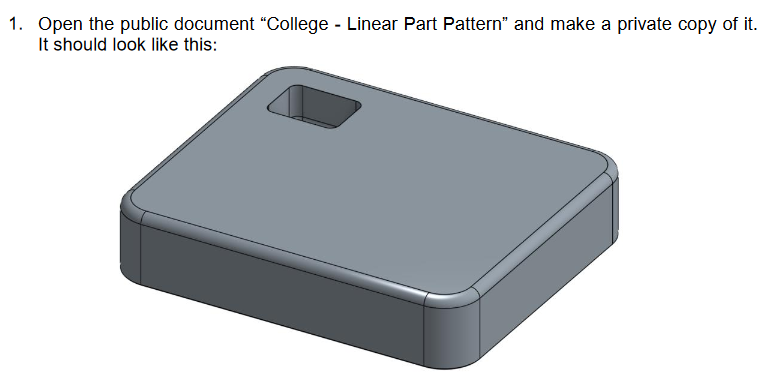 1. Open the public document “College - Linear Part Pattern” and make a private copy of it.
It should look like this: